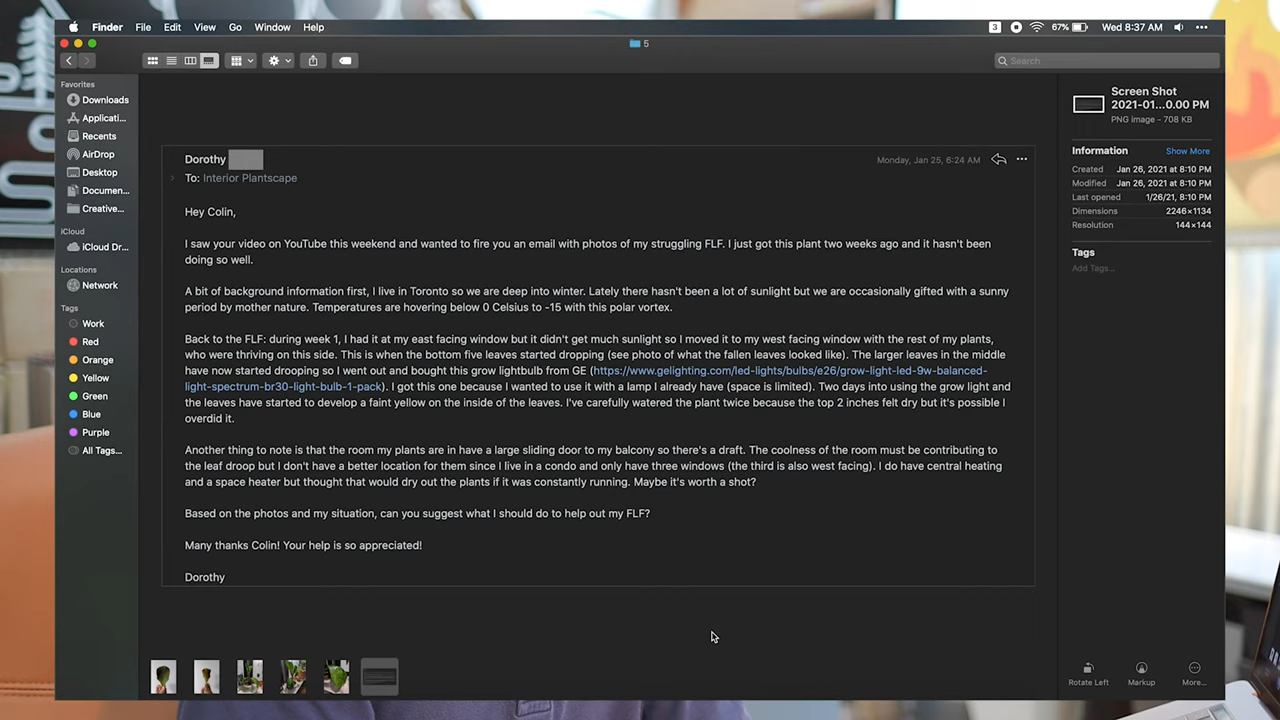 Finder File Edit View Go Window Help
3 67% Wed 8:37 AM
5
Search
Favorites
Downloads
Applicati...
Recents
AirDrop
Desktop
Documen...
Creative...
iCloud
iCloud Dr...
Locations
Network
Tags
Work
Red
Orange
Yellow
Green
Blue
Purple
All Tags...
Dorothy
Monday, Jan 25, 6:24 AM
To: Interior Plantscape
Hey Colin,
I saw your video on YouTube this weekend and wanted to fire you an email with photos of my struggling FLF. I just got this plant two weeks ago and it hasn't been
doing so well.
A bit of background information first, I live in Toronto so we are deep into winter. Lately there hasn't been a lot of sunlight but we are occasionally gifted with a sunny
period by mother nature. Temperatures are hovering below 0 Celsius to -15 with this polar vortex.
Back to the FLF: during week 1, I had it at my east facing window but it didn't get much sunlight so I moved it to my west facing window with the rest of my plants,
who were thriving on this side. This is when the bottom five leaves started dropping (see photo of what the fallen leaves looked like). The larger leaves in the middle
have now started drooping so I went out and bought this grow lightbulb from GE (https://www.gelighting.com/led-lights/bulbs/e26/grow-light-led-9w-balanced-
light-spectrum-br30-light-bulb-1-pack). I got this one because I wanted to use it with a lamp I already have (space is limited). Two days into using the grow light and
the leaves have started to develop a faint yellow on the inside of the leaves. I've carefully watered the plant twice because the top 2 inches felt dry but it's possible I
overdid it.
Another thing to note is that the room my plants are in have a large sliding door to my balcony so there's a draft. The coolness of the room must be contributing to
the leaf droop but I don't have a better location for them since I live in a condo and only have three windows (the third is also west facing). I do have central heating
and a space heater but thought that would dry out the plants if it was constantly running. Maybe it's worth a shot?
Based on the photos and my situation, can you suggest what I should do to help out my FLF?
Many thanks Colin! Your help is so appreciated!
Dorothy
Screen Shot
2021-01...0.00 PM
PNG image - 708 KB
Information Show More
Created Jan 26, 2021 at 8:10 PM
Modified Jan 26, 2021 at 8:10 PM
Last opened 1/26/21, 8:10 PM
Dimensions 2246×1134
Resolution 144×144
Tags
Add Tags...
Rotate Left Markup More...